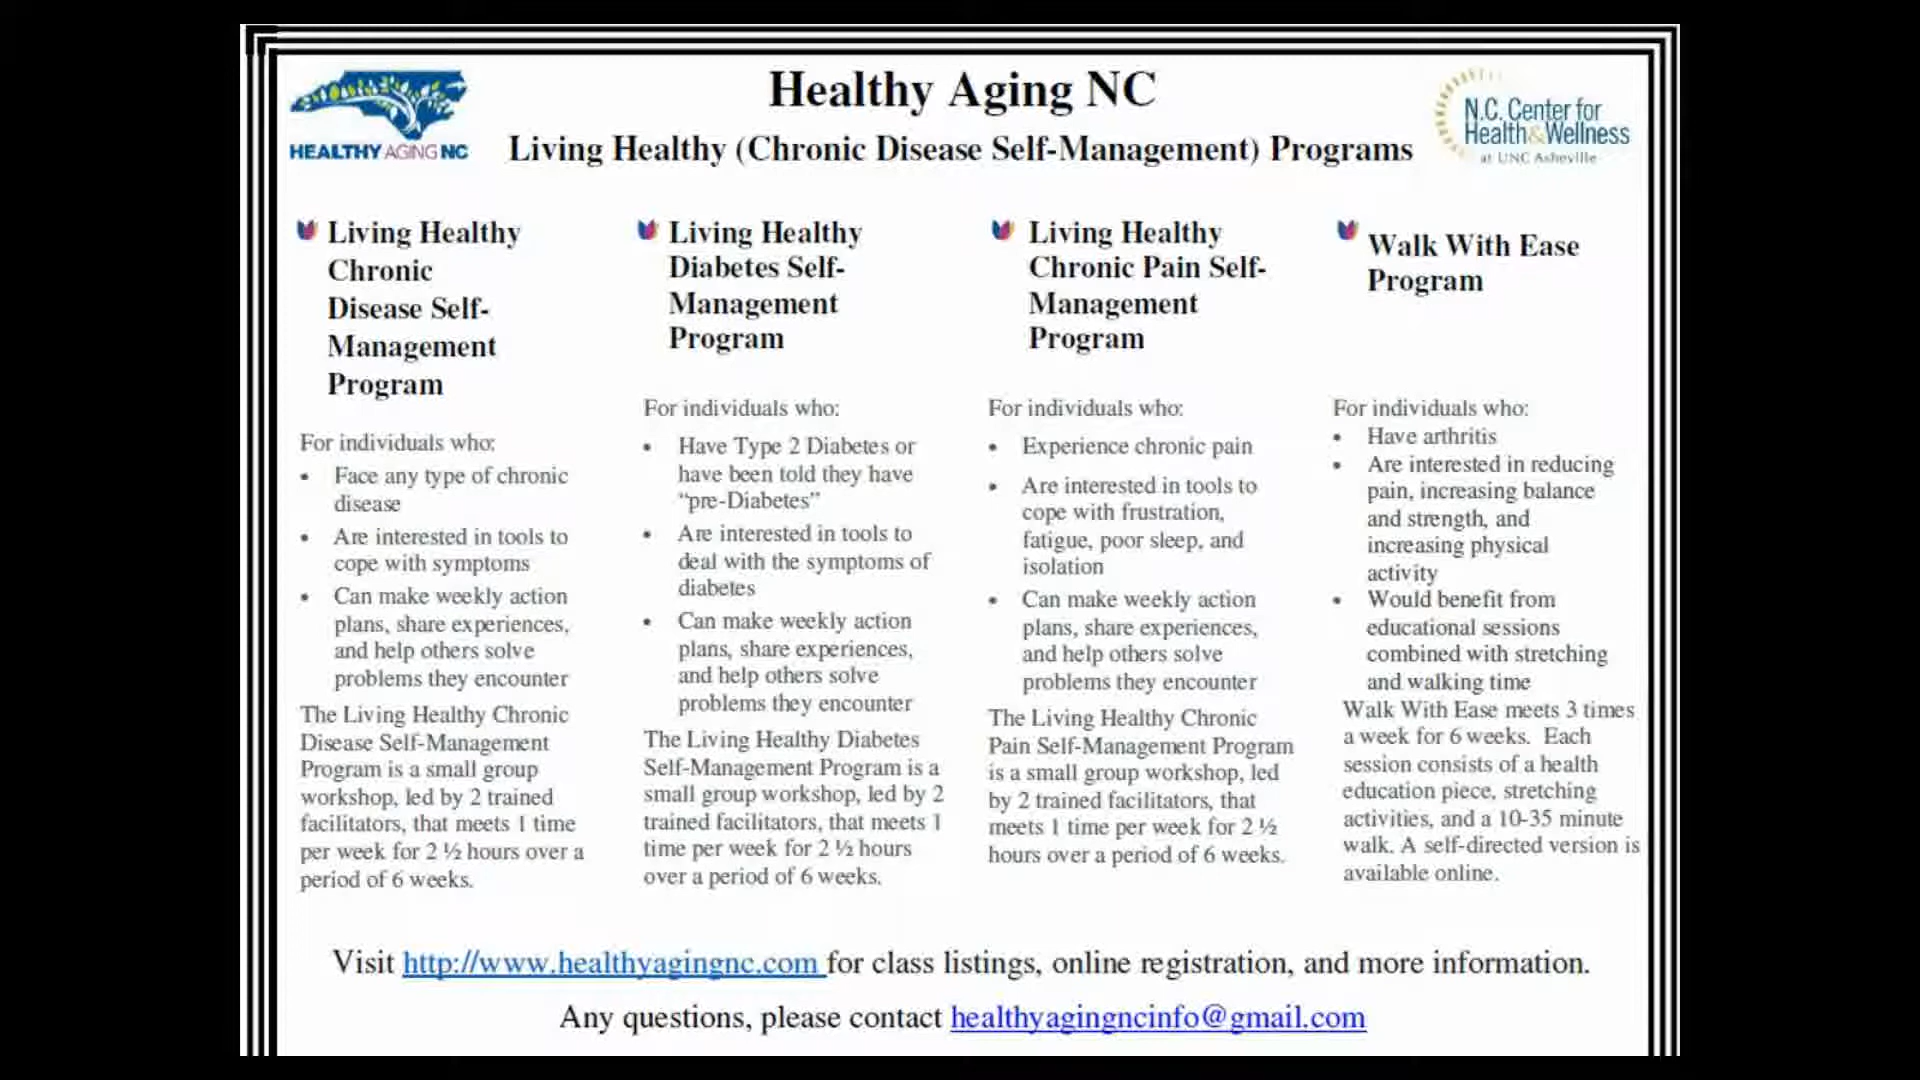 HEALTHY AGING NC
Healthy Aging NC
Living Healthy (Chronic Disease Self-Management) Programs
N.C. Center for
Health&Wellness
at UNC Asheville
Living Healthy
Chronic
Disease Self-
Management
Program
For individuals who:
• Face any type of chronic
disease
• Are interested in tools to
cope with symptoms
• Can make weekly action
plans, share experiences,
and help others solve
problems they encounter
The Living Healthy Chronic
Disease Self-Management
Program is a small group
workshop, led by 2 trained
facilitators, that meets 1 time
per week for 2 ½ hours over a
period of 6 weeks.
Living Healthy
Diabetes Self-
Management
Program
For individuals who:
• Have Type 2 Diabetes or
have been told they have
“pre-Diabetes”
• Are interested in tools to
deal with the symptoms of
diabetes
• Can make weekly action
plans, share experiences,
and help others solve
problems they encounter
The Living Healthy Diabetes
Self-Management Program is a
small group workshop, led by 2
trained facilitators, that meets 1
time per week for 2 ½ hours
over a period of 6 weeks.
Living Healthy
Chronic Pain Self-
Management
Program
For individuals who:
• Experience chronic pain
• Are interested in tools to
cope with frustration,
fatigue, poor sleep, and
isolation
• Can make weekly action
plans, share experiences,
and help others solve
problems they encounter
The Living Healthy Chronic
Pain Self-Management Program
is a small group workshop, led
by 2 trained facilitators, that
meets 1 time per week for 2 ½
hours over a period of 6 weeks.
Walk With Ease
Program
For individuals who:
• Have arthritis
• Are interested in reducing
pain, increasing balance
and strength, and
increasing physical
activity
• Would benefit from
educational sessions
combined with stretching
and walking time
Walk With Ease meets 3 times
a week for 6 weeks. Each
session consists of a health
education piece, stretching
activities, and a 10-35 minute
walk. A self-directed version is
available online.
Visit http://www.healthyagingnc.com for class listings, online registration, and more information.
Any questions, please contact healthyagingncinfo@gmail.com